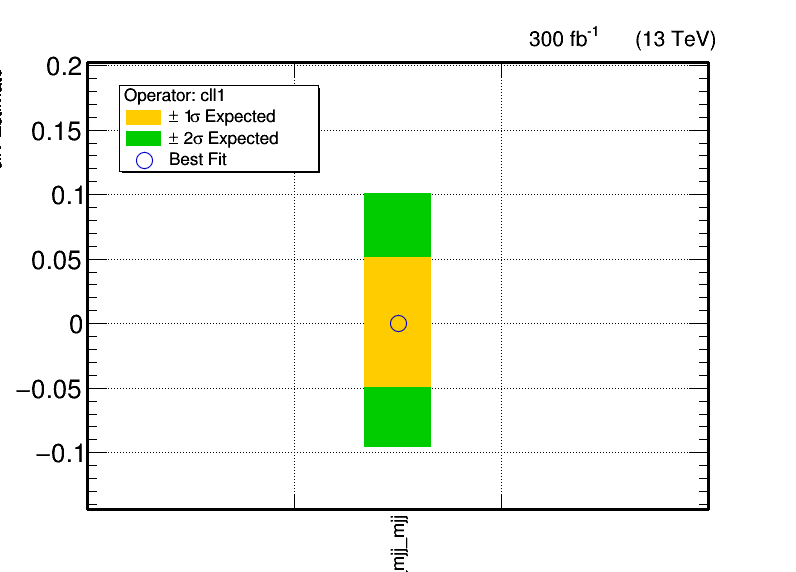 300 fb-1 (13 TeV)
0.2
Operator: cll1
± 1σ Expected
± 2σ Expected
Best Fit
0.15
0.1
0.05
0
−0.05
−0.1
_mjj_mjj